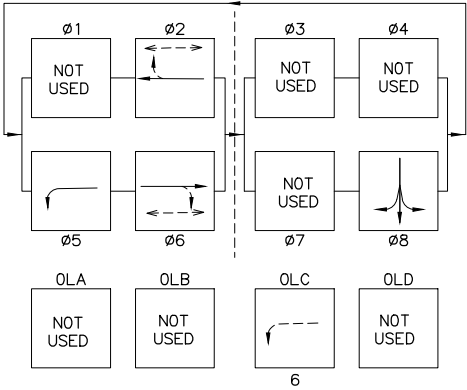 Ø1 Ø2 Ø3 Ø4
NOT
USED
NOT
USED
NOT
USED
NOT
USED
Ø5 Ø6 Ø7 Ø8
OLA OLB OLC OLD
NOT
USED
NOT
USED
NOT
USED
6